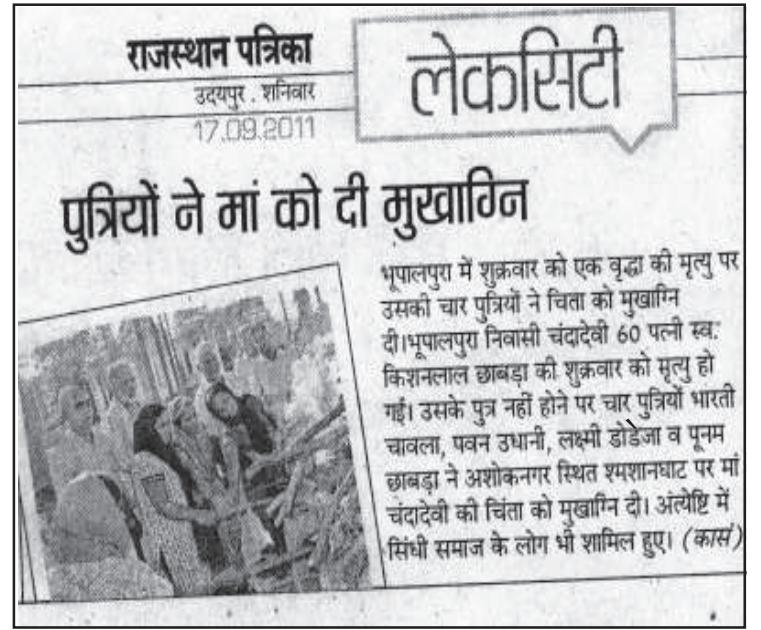 राजस्थान पत्रिका
उदयपुर . शनिवार
17.09.2011
लेकसिटी
पुत्रियों ने मां को दी मुखाग्नि
भूपालपुरा में शुक्रवार को एक वृद्धा की मृत्यु पर
उसकी चार पुत्रियों ने चिता को मुखाग्नि
दी।भूपालपुरा निवासी चंदादेवी 60 पत्नी स्व.
किशनलाल छाबड़ा की शुक्रवार को मृत्यु हो
गई। उसके पुत्र नहीं होने पर चार पुत्रियों भारती
चावला, पवन उधानी, लक्ष्मी डोडेजा व पूनम
छाबड़ा ने अशोकनगर स्थित श्मशानघाट पर मां
चंदादेवी की चिंता को मुखाग्नि दी। अंत्येष्टि में
सिंधी समाज के लोग भी शामिल हुए। (कासं)